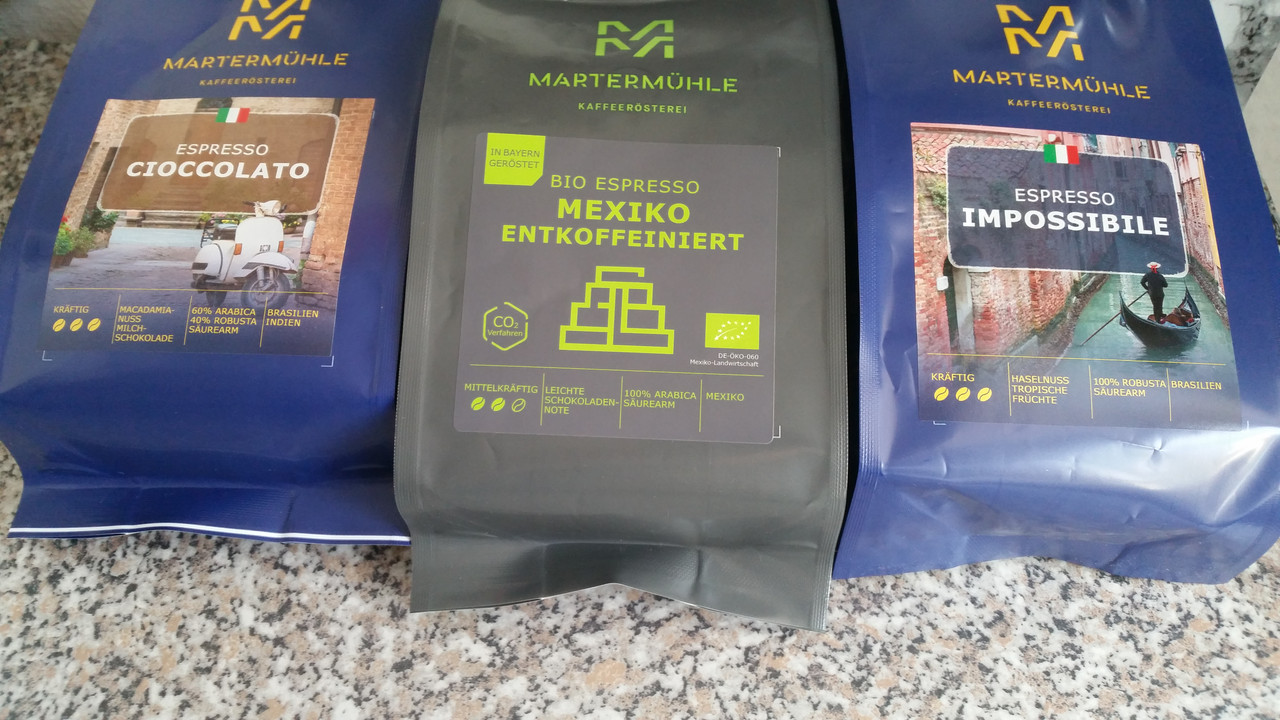 MARTERMÜHLE
KAFFEERÖSTEREI
ESPRESSO
CIOCCOLATO
KRÄFTIG
MACADAMIA-
NUSS
MILCH-
SCHOKOLADE
60% ARABICA
40% ROBUSTA
SÄUREARM
BRASILIEN
INDIEN
MARTERMÜHLE
KAFFEERÖSTEREI
IN BAYERN
GERÖSTET
BIO ESPRESSO
MEXIKO
ENTKOFFEINIERT
CO₂
Verfahren
DE-ÖKO-060
Mexiko-Landwirtschaft
MITTELKRÄFTIG
LEICHTE
SCHOKOLADEN-
NOTE
100% ARABICA
SÄUREARM
MEXIKO
MARTERMÜHLE
KAFFEERÖSTEREI
ESPRESSO
IMPOSSIBILE
KRÄFTIG
HASELNUSS
TROPISCHE
FRÜCHTE
100% ROBUSTA
SÄUREARM
BRASILIEN